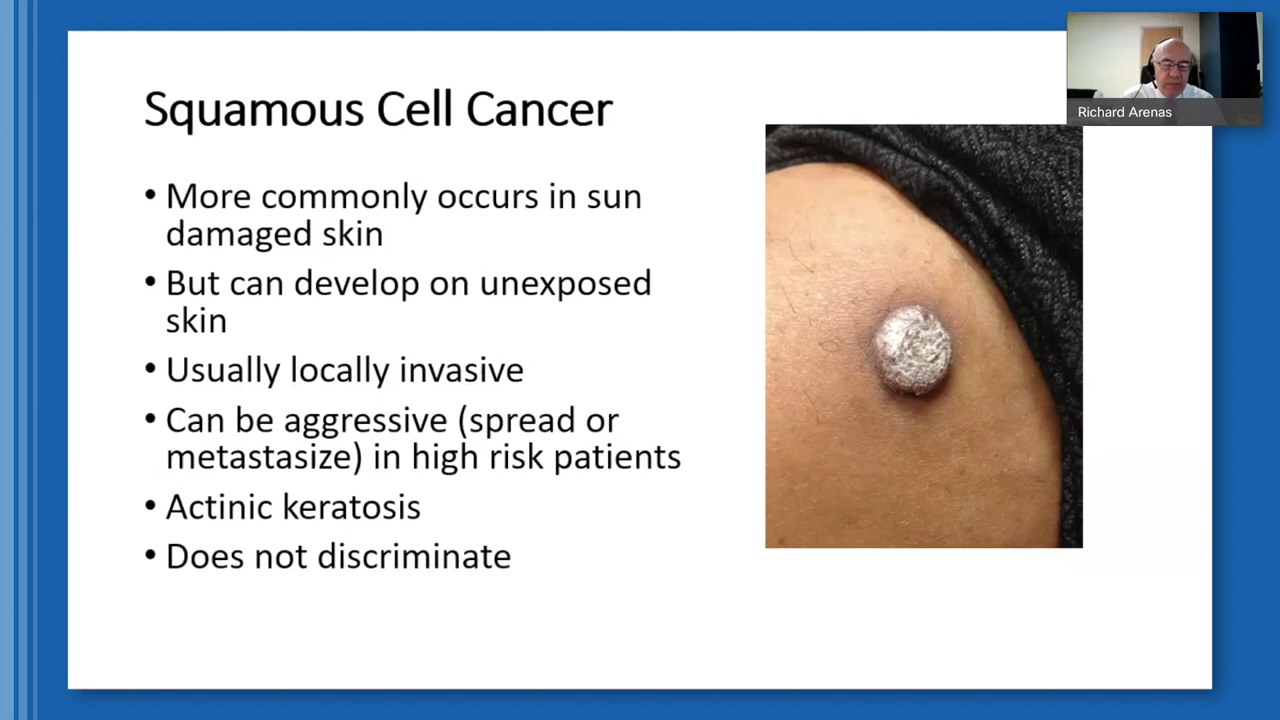 Richard Arenas
Squamous Cell Cancer
• More commonly occurs in sun
damaged skin
• But can develop on unexposed
skin
• Usually locally invasive
• Can be aggressive (spread or
metastasize) in high risk patients
• Actinic keratosis
• Does not discriminate